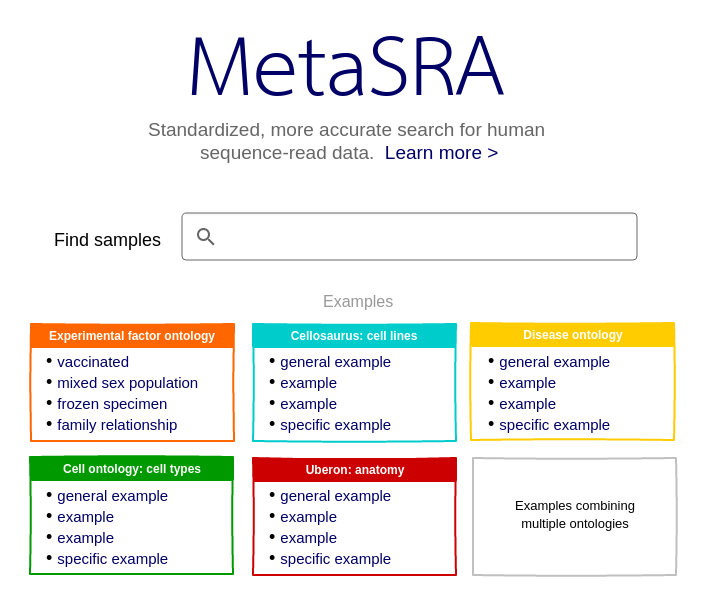 MetaSRA
Standardized, more accurate search for human
sequence-read data. Learn more >
Find samples
Examples
Experimental factor ontology
• vaccinated
• mixed sex population
• frozen specimen
• family relationship
Cellosaurus: cell lines
• general example
• example
• example
• specific example
Disease ontology
• general example
• example
• example
• specific example
Cell ontology: cell types
• general example
• example
• example
• specific example
Uberon: anatomy
• general example
• example
• example
• specific example
Examples combining
multiple ontologies